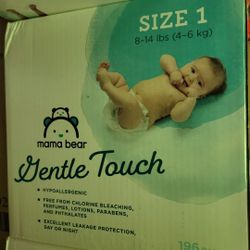 SIZE 1
8-14 lbs (4-6 kg)
mama bear
Gentle Touch
• HYPOALLERGENIC
• FREE FROM CHLORINE BLEACHING,
PERFUMES, LOTIONS, PARABENS,
AND PHTHALATES
• EXCELLENT LEAKAGE PROTECTION,
DAY OR NIGHT
196